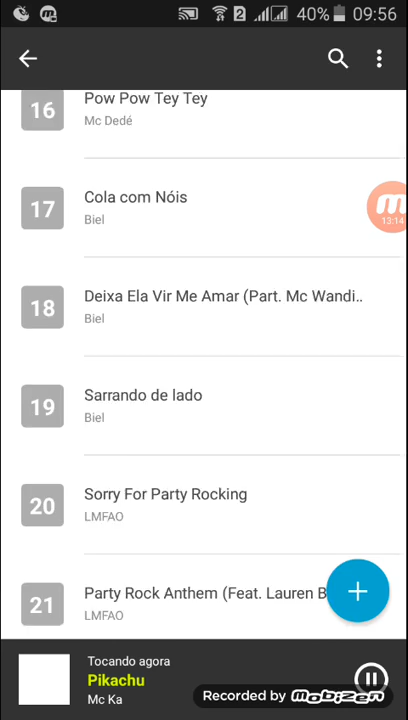 40% 09:56
16 Pow Pow Tey Tey
Mc Dedé
17 Cola com Nóis
Biel
13:14
18 Deixa Ela Vir Me Amar (Part. Mc Wandi..
Biel
19 Sarrando de lado
Biel
20 Sorry For Party Rocking
LMFAO
21 Party Rock Anthem (Feat. Lauren B
LMFAO
Tocando agora
Pikachu
Mc Ka
Recorded by Mobizen